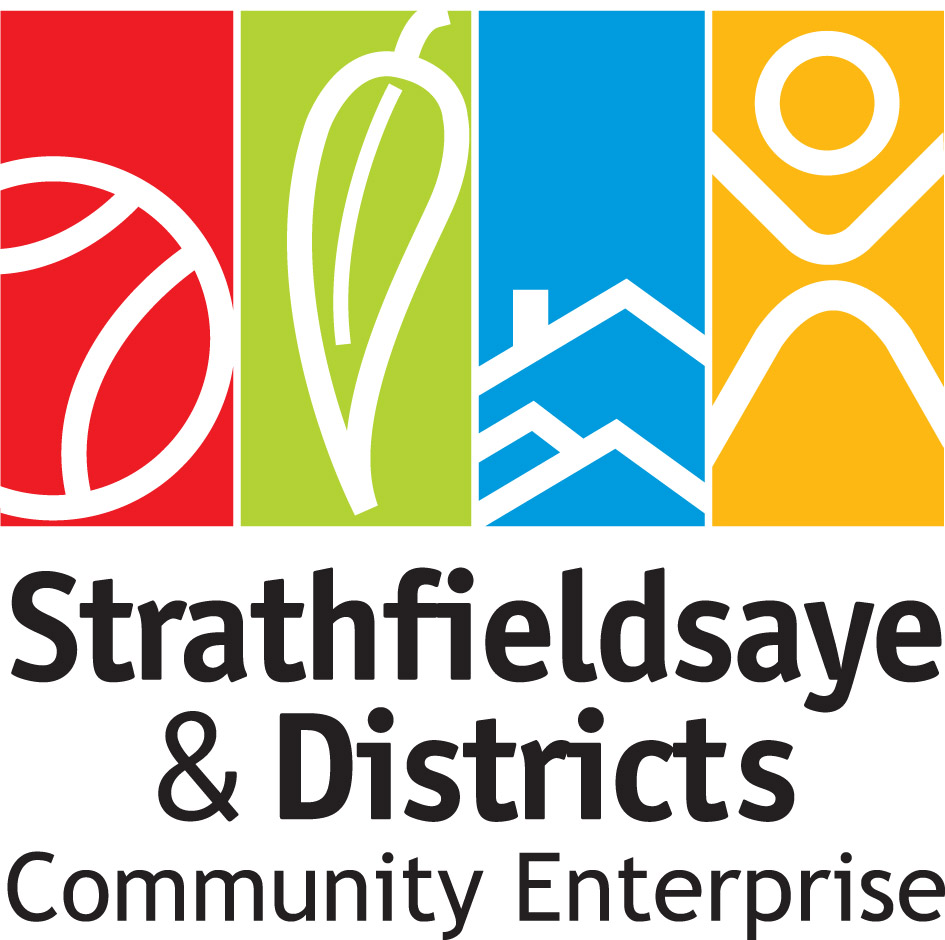 Strathfieldsaye
& Districts
Community Enterprise